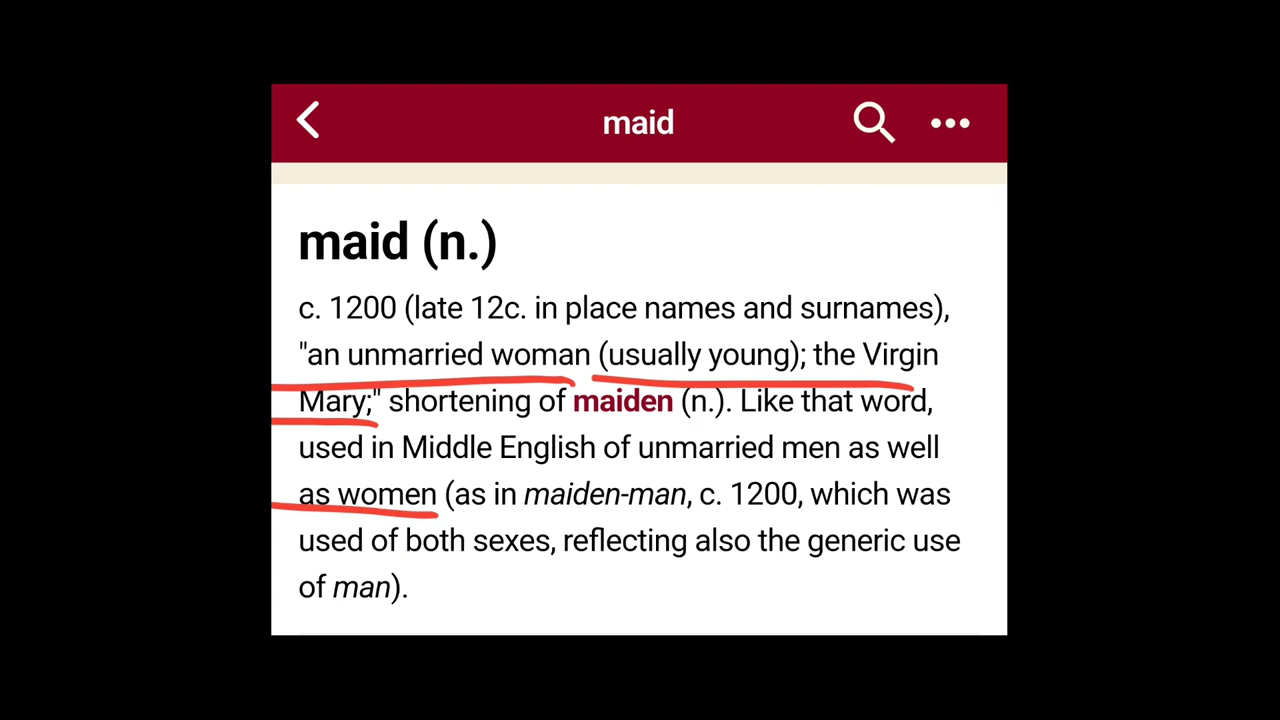 maid
maid (n.)
c. 1200 (late 12c. in place names and surnames),
"an unmarried woman (usually young); the Virgin
Mary;" shortening of maiden (n.). Like that word,
used in Middle English of unmarried men as well
as women (as in maiden-man, c. 1200, which was
used of both sexes, reflecting also the generic use
of man).